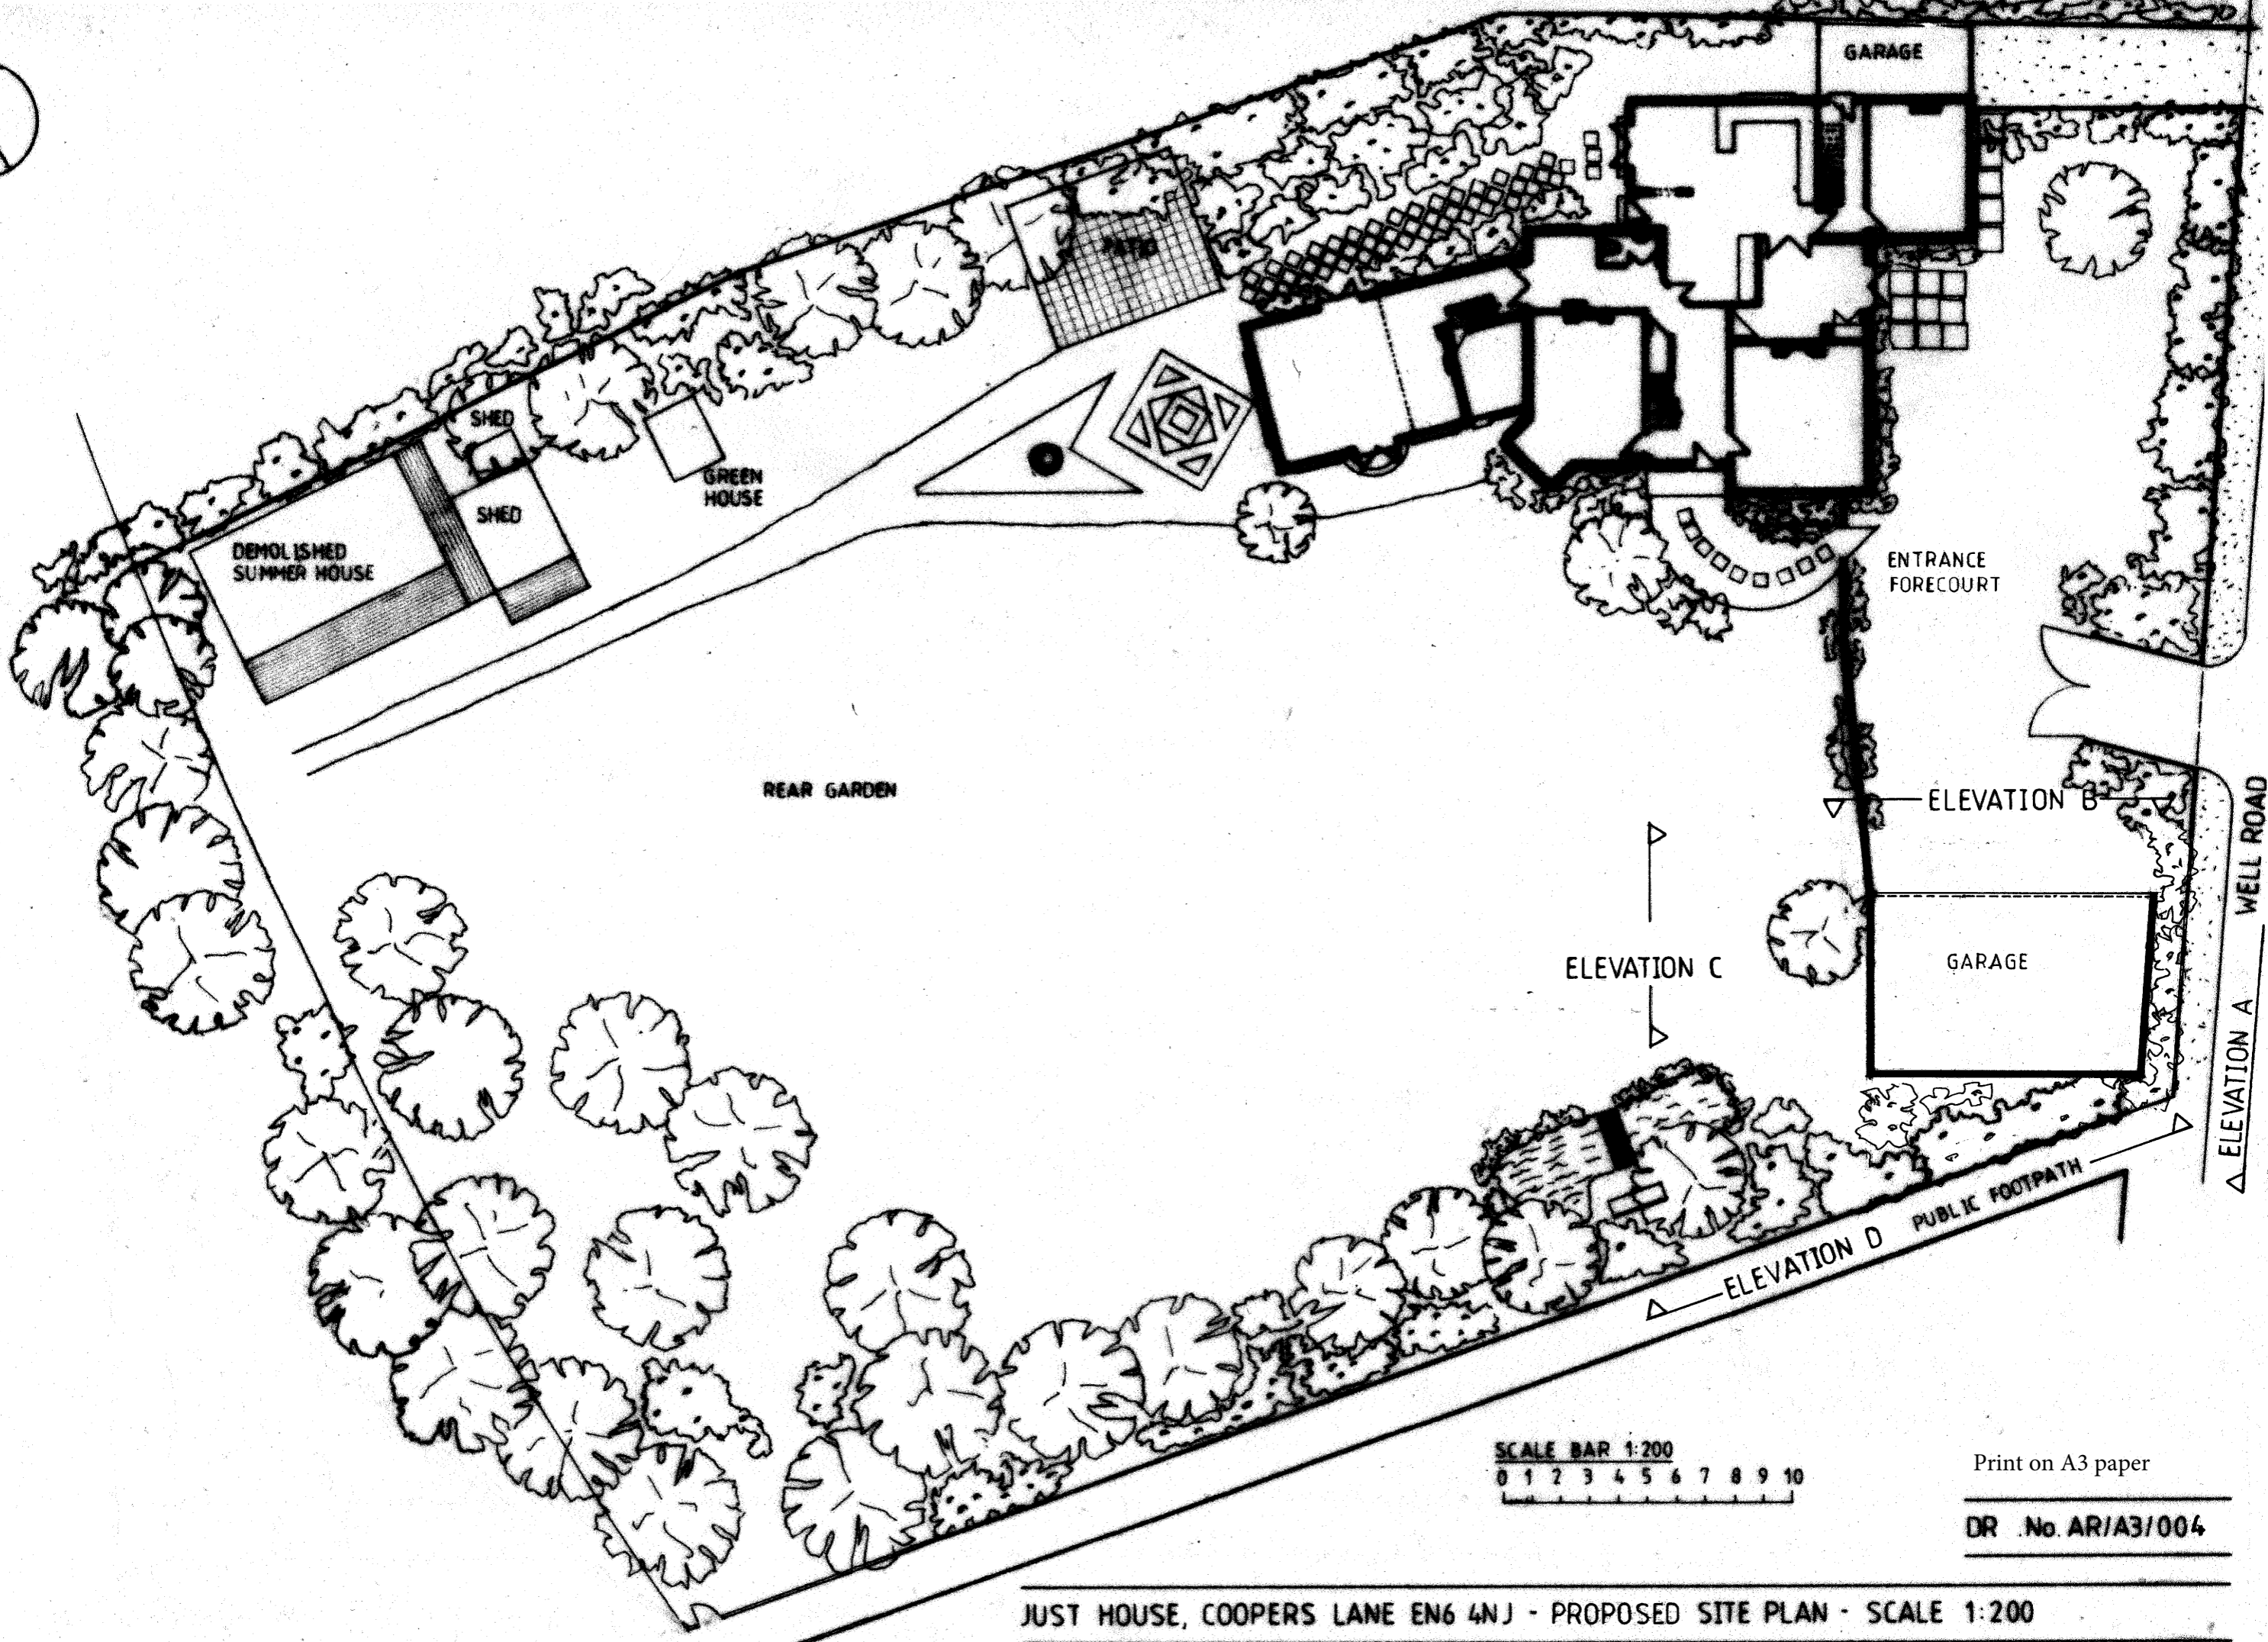 GARAGE
PATIO
SHED
GREEN
HOUSE
SHED
DEMOLISHED
SUMMER HOUSE
ENTRANCE
FORECOURT
REAR GARDEN
ELEVATION B
WELL ROAD
ELEVATION C
GARAGE
ELEVATION A
PUBLIC FOOTPATH
ELEVATION D
SCALE BAR 1:200
0 1 2 3 4 5 6 7 8 9 10
Print on A3 paper
DR .No. AR/A3/004
JUST HOUSE, COOPERS LANE EN6 4NJ - PROPOSED SITE PLAN - SCALE 1:200